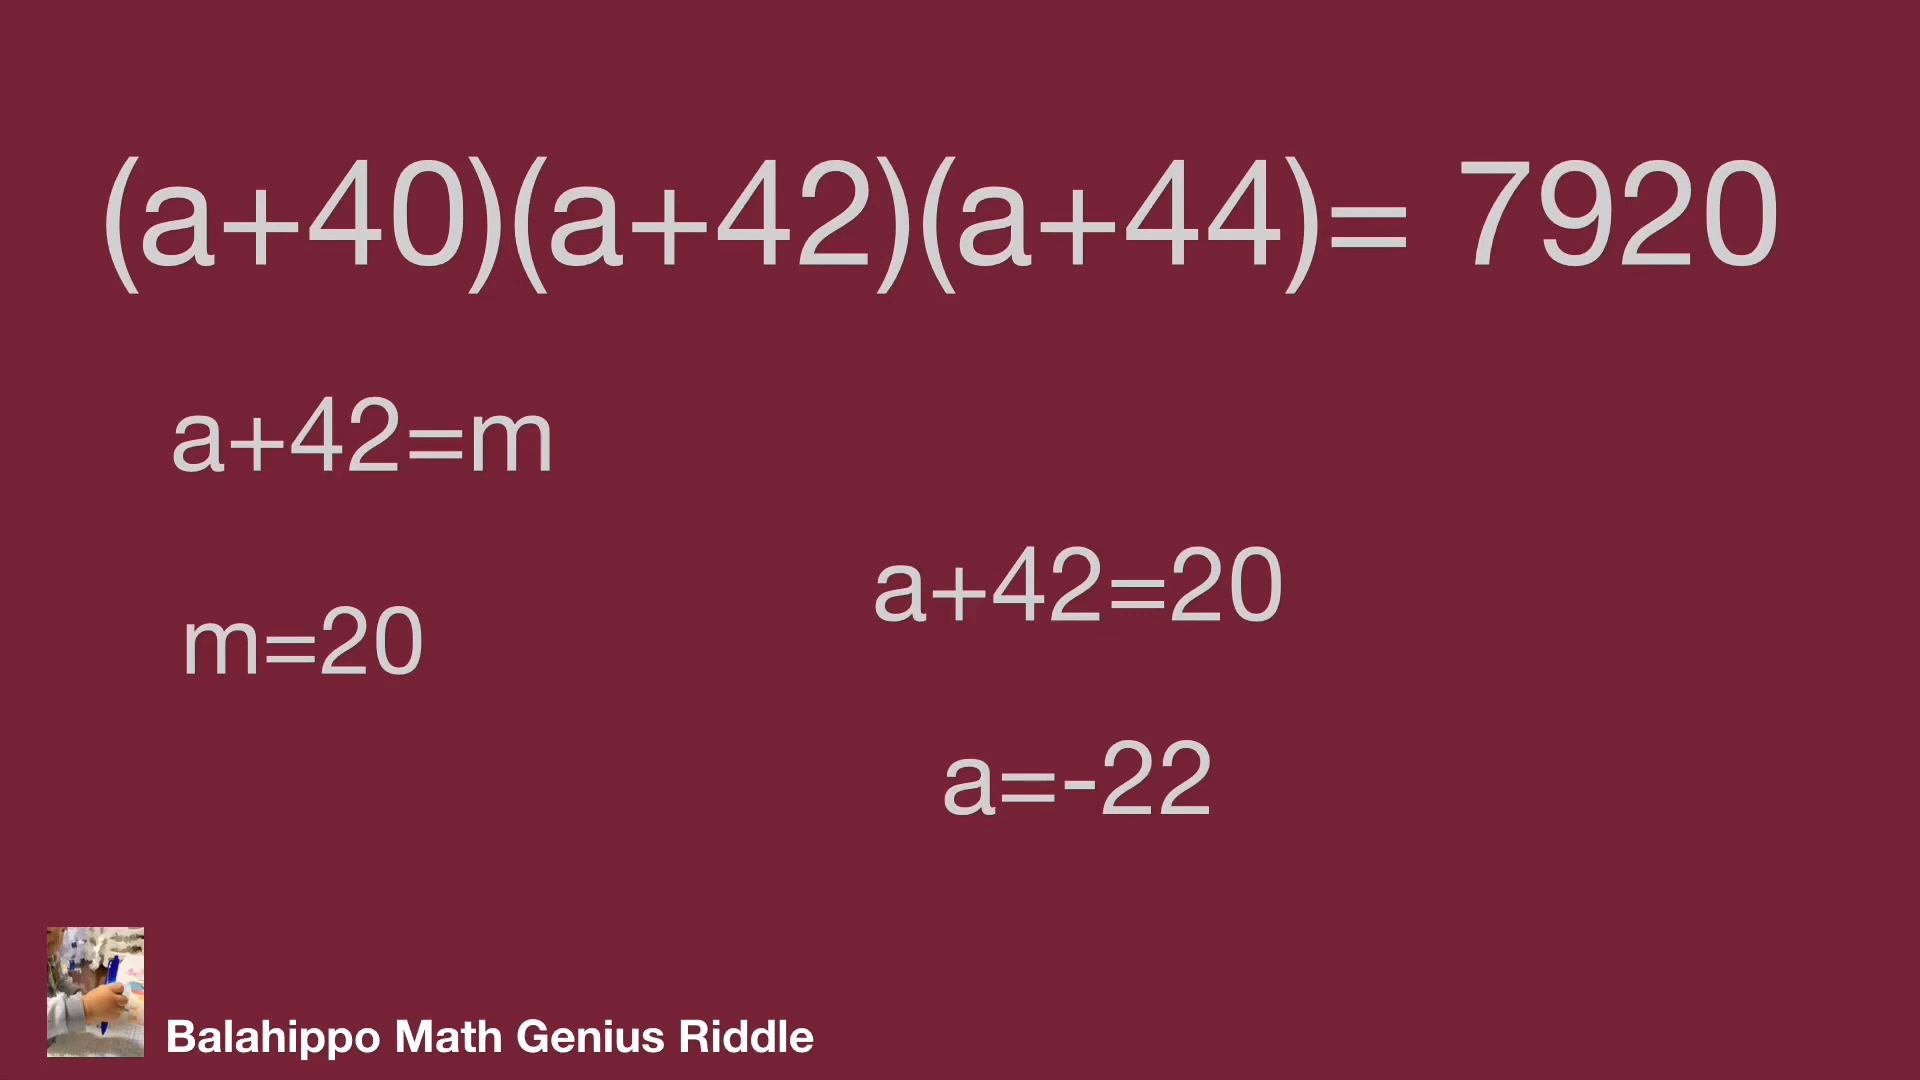 (a+40)(a+42)(a+44)= 7920
a+42=m
a+42=20
m=20
a=-22
Balahippo Math Genius Riddle